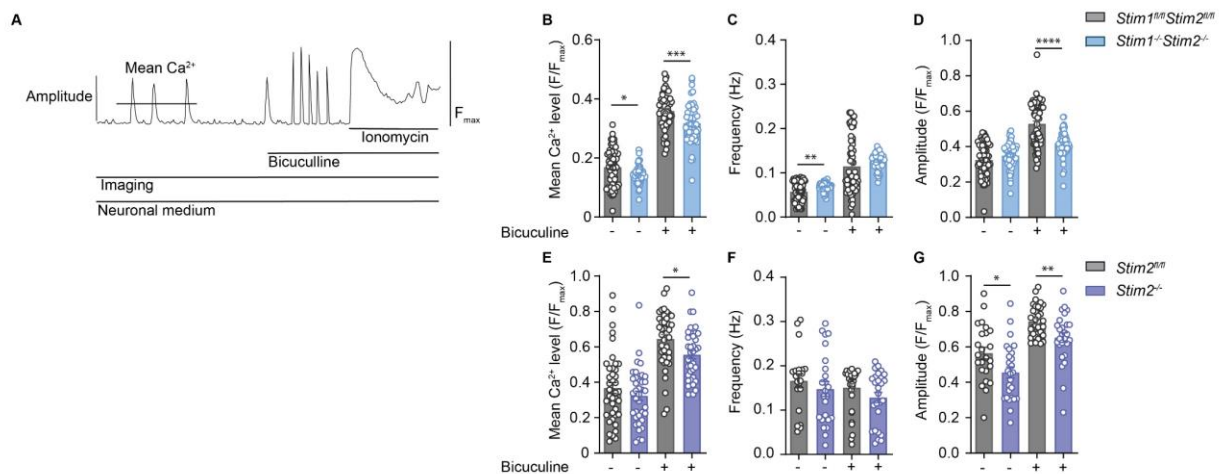 A
Mean Ca²⁺
Amplitude
Fmax
Ionomycin
Bicuculline
Imaging
Neuronal medium
B
Mean Ca²⁺ level (F/Fmax)
0.6
0.4
0.2
0.0
*
***
Bicuculine
- - + +
C
Frequency (Hz)
0.4
0.3
0.2
0.1
0.0
**
- - + +
D
Amplitude (F/Fmax)
1.0
0.8
0.6
0.4
0.2
0.0
****
- - + +
Stim1fl/flStim2fl/fl
Stim1-/-Stim2-/-
E
Mean Ca²⁺ level (F/Fmax)
1.0
0.8
0.6
0.4
0.2
0.0
*
Bicuculline
- - + +
F
Frequency (Hz)
0.4
0.3
0.2
0.1
0.0
- - + +
G
Amplitude (F/Fmax)
1.0
0.8
0.6
0.4
0.2
0.0
*
**
- - + +
Stim2fl/fl
Stim2-/-